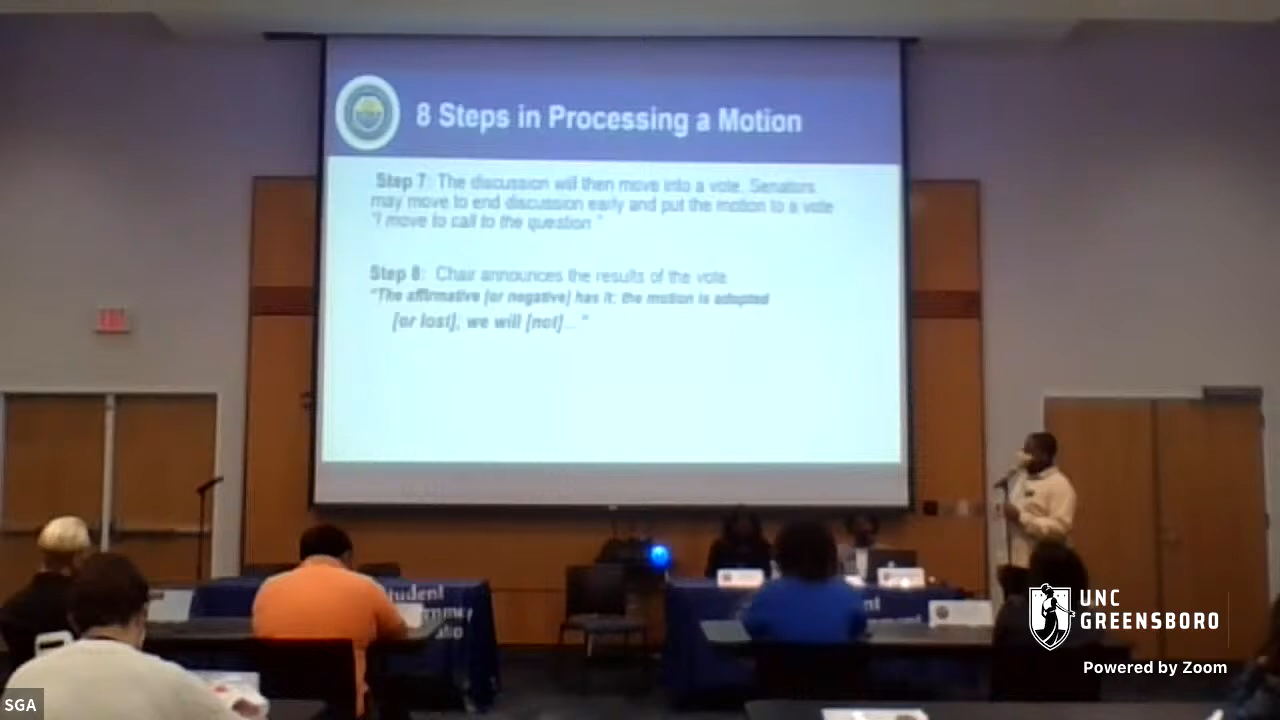 8 Steps in Processing a Motion
Step 7: The discussion will then move into a vote. Senators
may move to end discussion early and put the motion to a vote
"I move to call to the question."
Step 8: Chair announces the results of the vote
"The affirmative [or negative] has it; the motion is adopted
[or lost]; we will [not]... "
Student
UNC
GREENSBORO
Powered by Zoom
SGA